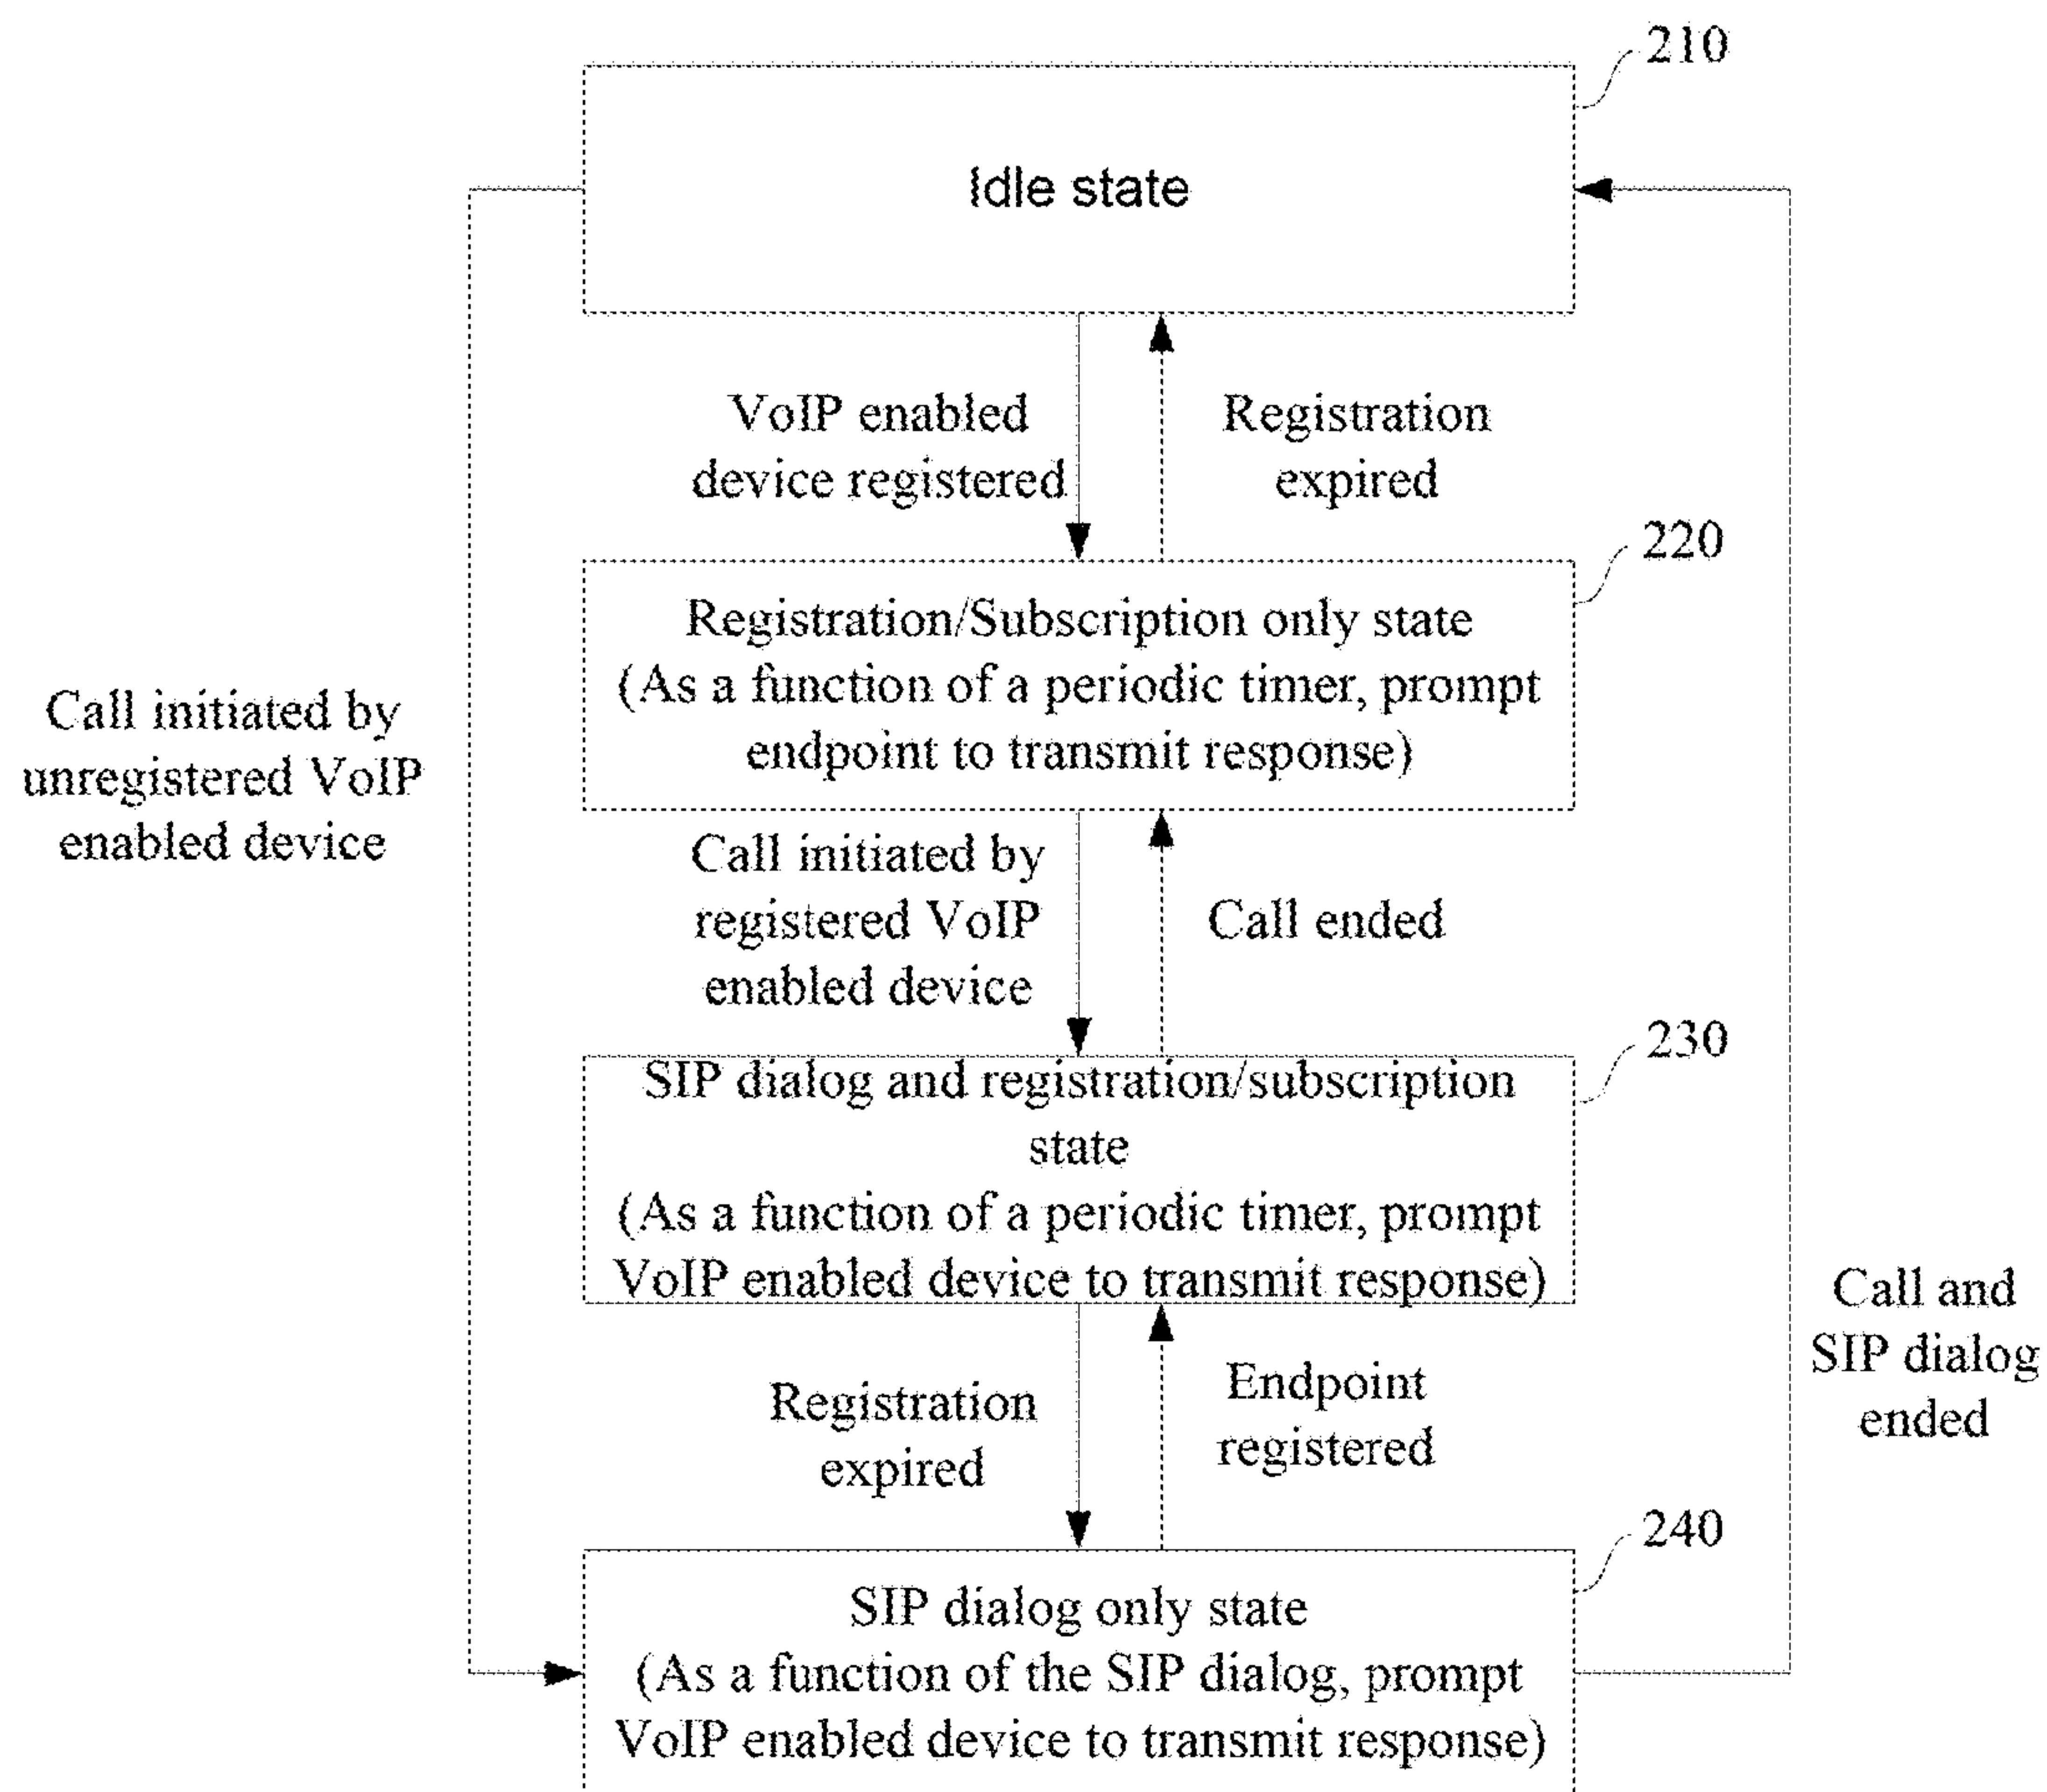 210
Idle state
VoIP enabled
device registered
Registration
expired
220
Registration/Subscription only state
(As a function of a periodic timer, prompt
endpoint to transmit response)
Call initiated by
unregistered VoIP
enabled device
Call initiated by
registered VoIP
enabled device
Call ended
230
SIP dialog and registration/subscription
state
(As a function of a periodic timer, prompt
VoIP enabled device to transmit response)
Call and
SIP dialog
ended
Registration
expired
Endpoint
registered
240
SIP dialog only state
(As a function of the SIP dialog, prompt
VoIP enabled device to transmit response)